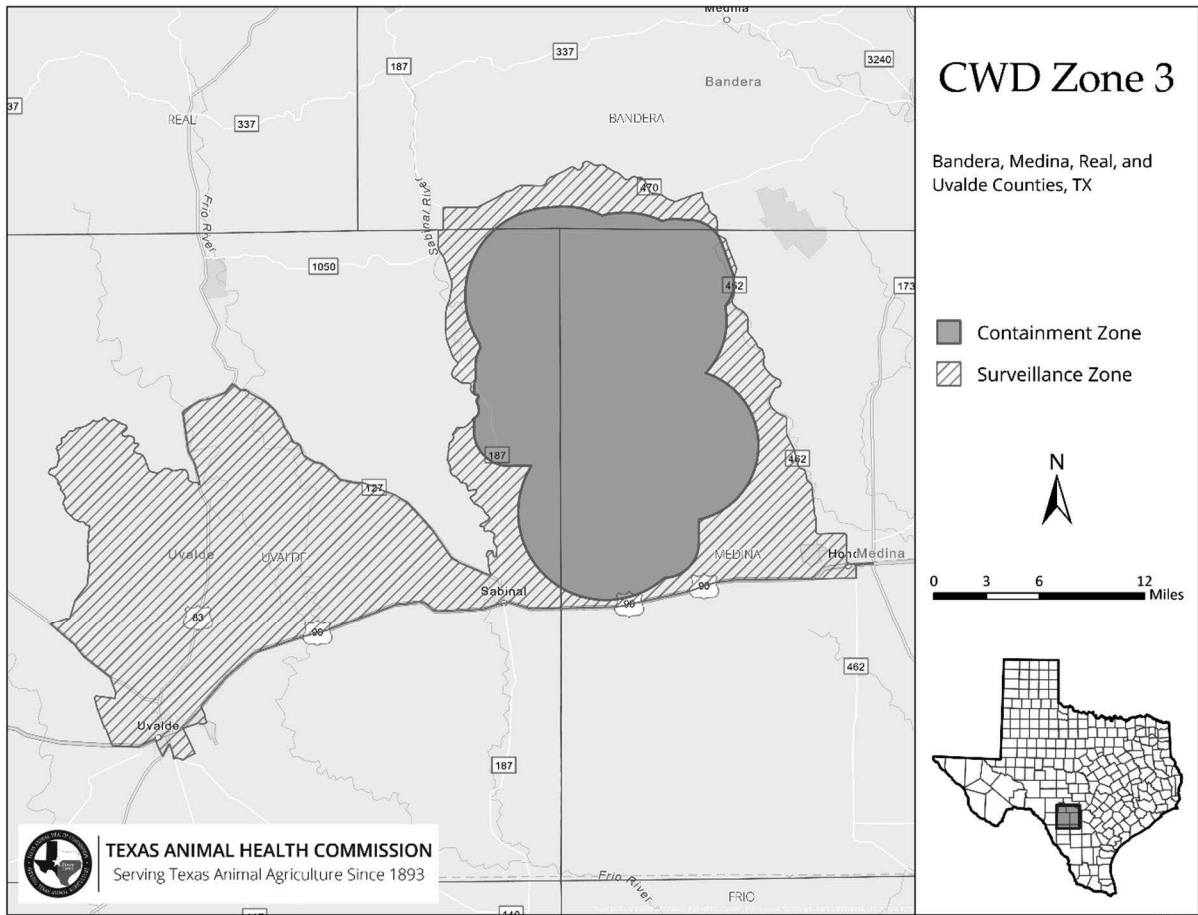 Medina
337
187
3240
37
Bandera
REAL
337
BANDERA
470
Frio River
Sabinal River
1050
462
173
187
462
127
Uvalde
UVALDE
MEDINA
Medina
Sabinal
90
90
83
90
462
Uvalde
187
Frio River
FRIO
CWD Zone 3
Bandera, Medina, Real, and
Uvalde Counties, TX
Containment Zone
Surveillance Zone
N
0 3 6 12
Miles
TEXAS ANIMAL HEALTH COMMISSION
Serving Texas Animal Agriculture Since 1893